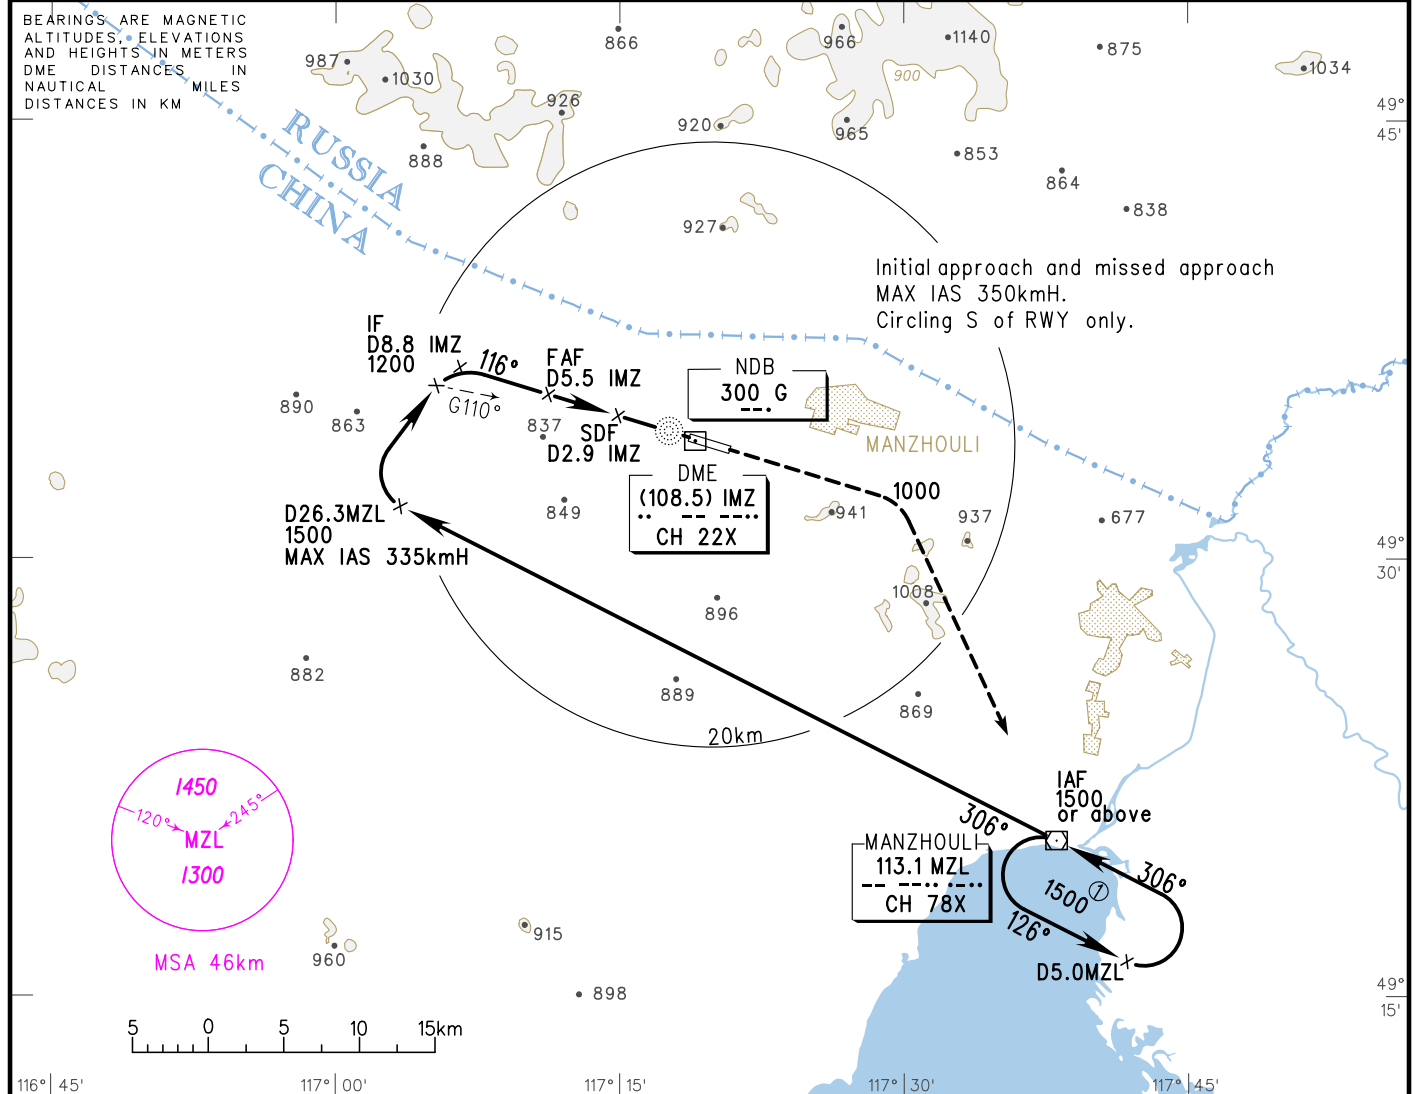 BEARINGS ARE MAGNETIC
ALTITUDES, ELEVATIONS
AND HEIGHTS IN METERS
DME DISTANCES IN
NAUTICAL MILES
DISTANCES IN KM
987
1030
866
926
888
920
966
1140
900
965
875
1034
853
864
838
927
49°
45'
RUSSIA
CHINA
Initial approach and missed approach
MAX IAS 350kmH.
Circling S of RWY only.
IF
D8.8 IMZ
1200
116°
G110°
FAF
D5.5 IMZ
837
SDF
D2.9 IMZ
NDB
300 G
MANZHOULI
890
863
DME
(108.5) IMZ
CH 22X
849
1000
941
937
677
D26.3MZL
1500
MAX IAS 335kmH
49°
30'
896
1008
882
889
869
20km
1450
120°
245°
MZL
1300
MSA 46km
IAF
1500
or above
306°
MANZHOULI
113.1 MZL
CH 78X
1500 ①
306°
126°
D5.0MZL
915
960
898
49°
15'
5 0 5 10 15km
116° 45'
117° 00'
117° 15'
117° 30'
117° 45'